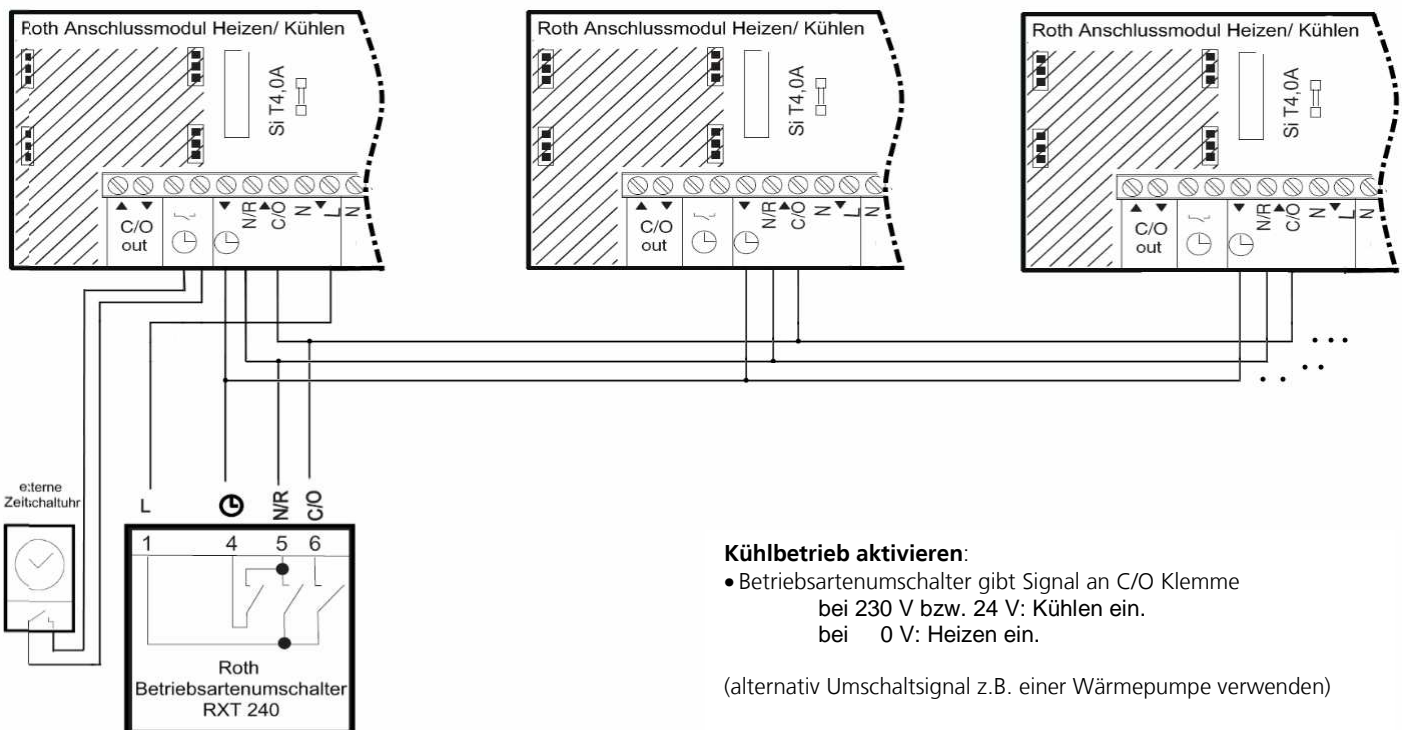 Roth Anschlussmodul Heizen/ Kühlen
Si T4,0A
C/O
out
N/R
C/O
N
L
N
Roth Anschlussmodul Heizen/ Kühlen
Si T4,0A
C/O
out
N/R
C/O
N
L
N
Roth Anschlussmodul Heizen/ Kühlen
Si T4,0A
C/O
out
N/R
C/O
N
L
N
externe
Zeitschaltuhr
L
N/R
C/O
1 4 5 6
Roth
Betriebsartenumschalter
RXT 240
Kühlbetrieb aktivieren:
• Betriebsartenumschalter gibt Signal an C/O Klemme
bei 230 V bzw. 24 V: Kühlen ein.
bei 0 V: Heizen ein.
(alternativ Umschaltsignal z.B. einer Wärmepumpe verwenden)